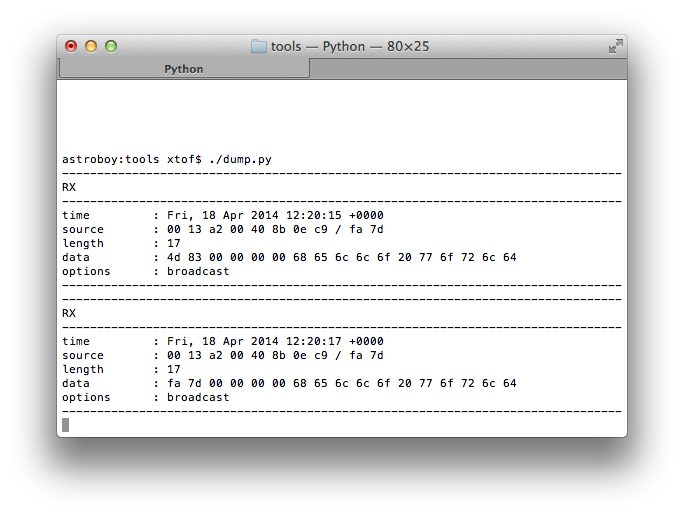 tools — Python — 80×25
Python
astroboy:tools xtof$ ./dump.py
--------------------------------------------------------------------------------
RX
--------------------------------------------------------------------------------
time         : Fri, 18 Apr 2014 12:20:15 +0000
source       : 00 13 a2 00 40 8b 0e c9 / fa 7d
length       : 17
data         : 4d 83 00 00 00 00 68 65 6c 6c 6f 20 77 6f 72 6c 64
options      : broadcast
--------------------------------------------------------------------------------
--------------------------------------------------------------------------------
RX
--------------------------------------------------------------------------------
time         : Fri, 18 Apr 2014 12:20:17 +0000
source       : 00 13 a2 00 40 8b 0e c9 / fa 7d
length       : 17
data         : fa 7d 00 00 00 00 68 65 6c 6c 6f 20 77 6f 72 6c 64
options      : broadcast
--------------------------------------------------------------------------------